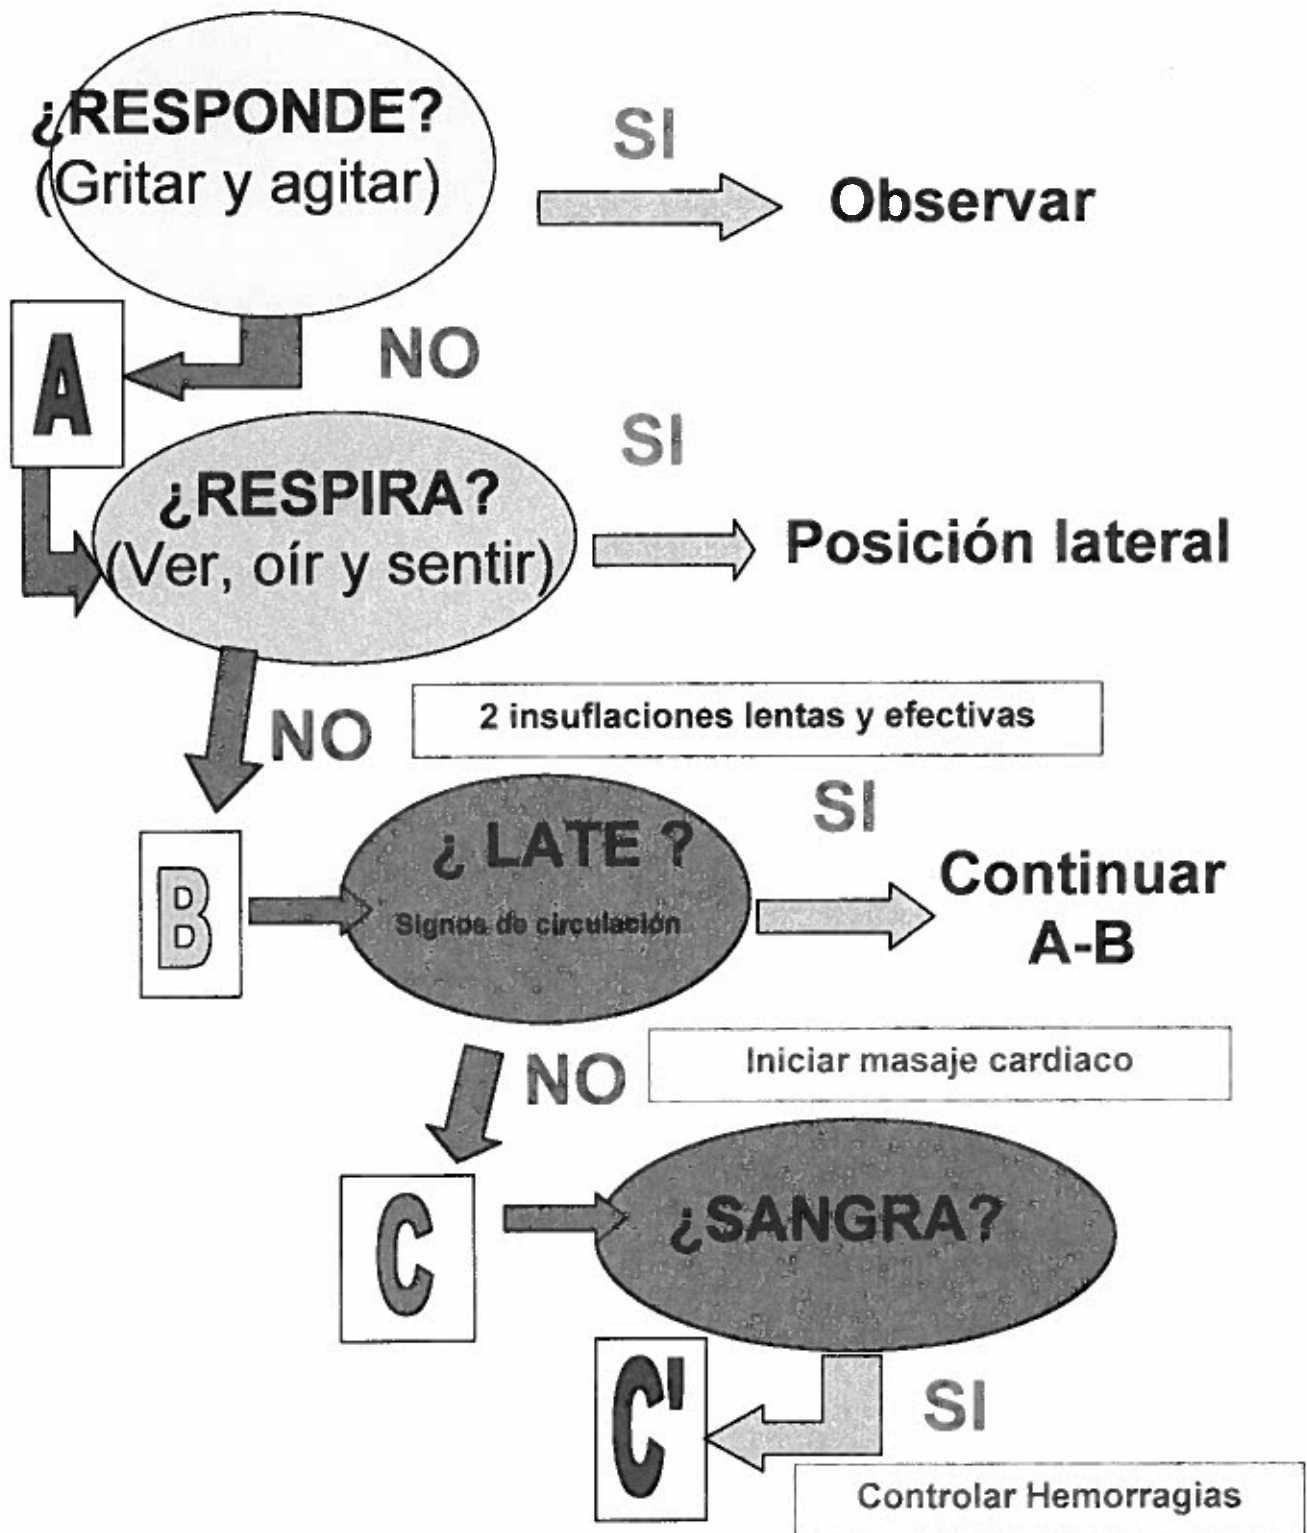 ¿RESPONDE?
(Gritar y agitar)
SI
Observar
NO
A
¿RESPIRA?
(Ver, oír y sentir)
SI
Posición lateral
NO
2 insuflaciones lentas y efectivas
B
¿ LATE ?
Signos de circulación
SI
Continuar
A-B
NO
Iniciar masaje cardiaco
C
¿SANGRA?
C'
SI
Controlar Hemorragias